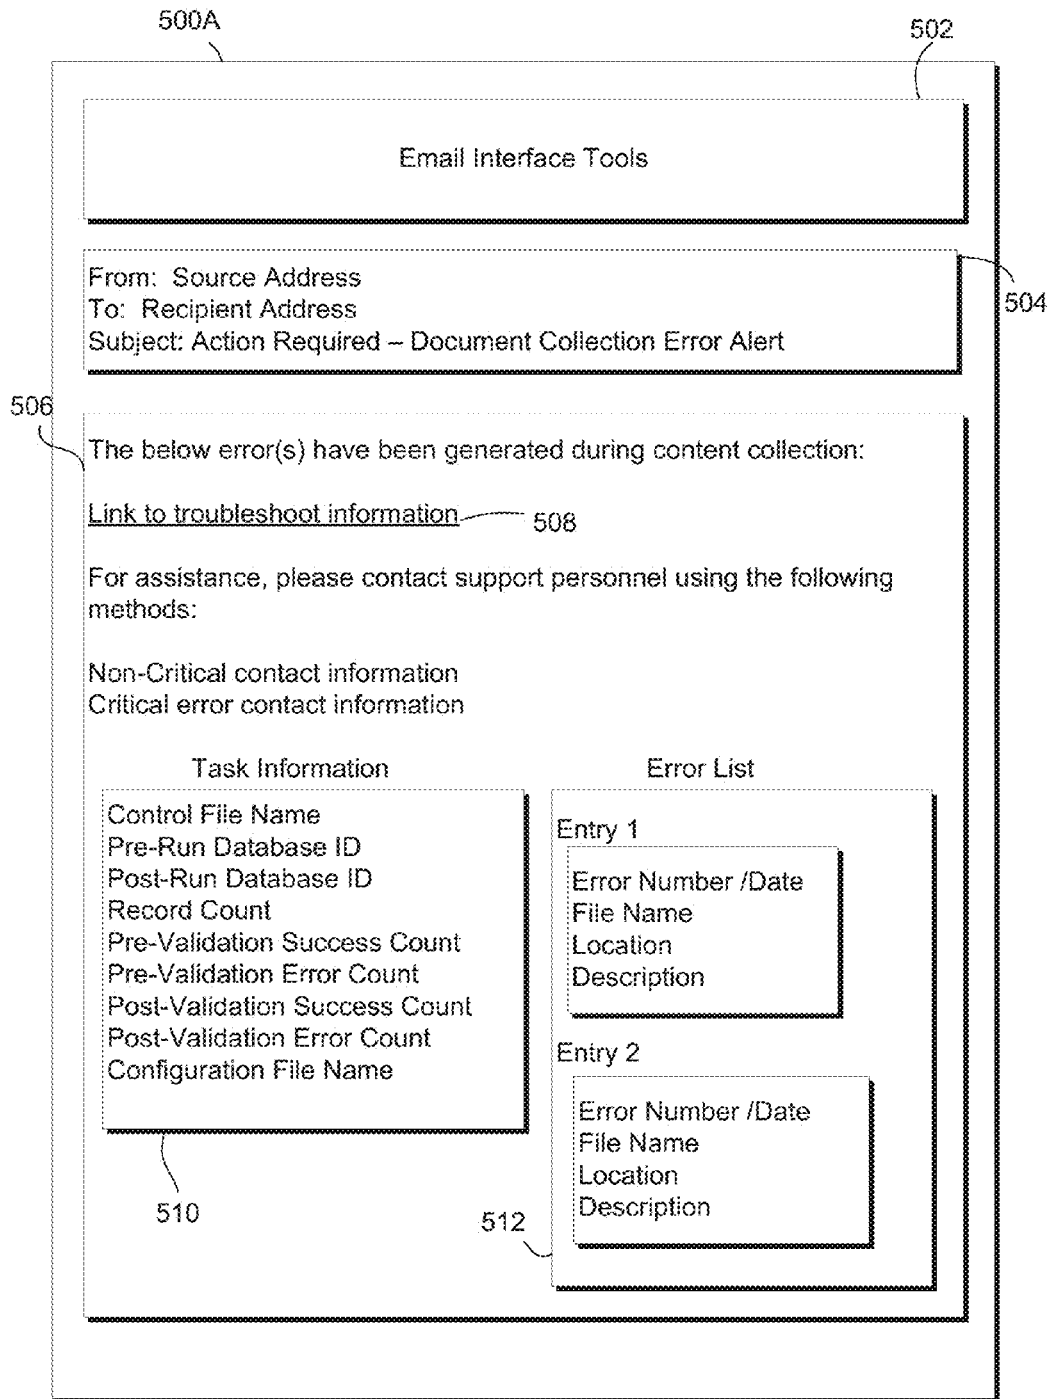 500A
502
Email Interface Tools
From: Source Address
To: Recipient Address
Subject: Action Required – Document Collection Error Alert
504
506
The below error(s) have been generated during content collection:
Link to troubleshoot information
508
For assistance, please contact support personnel using the following
methods:
Non-Critical contact information
Critical error contact information
Task Information
Control File Name
Pre-Run Database ID
Post-Run Database ID
Record Count
Pre-Validation Success Count
Pre-Validation Error Count
Post-Validation Success Count
Post-Validation Error Count
Configuration File Name
510
Error List
Entry 1
Error Number /Date
File Name
Location
Description
Entry 2
Error Number /Date
File Name
Location
Description
512